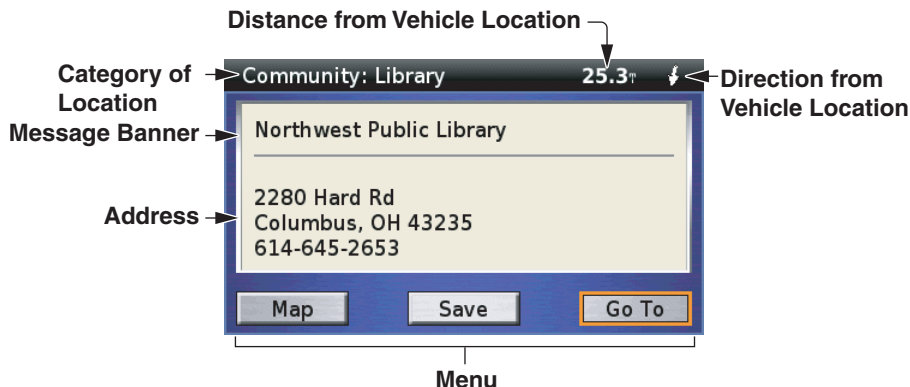 Distance from Vehicle Location
Category of
Location
Community: Library
25.3
Direction from
Vehicle Location
Message Banner
Northwest Public Library
Address
2280 Hard Rd
Columbus, OH 43235
614-645-2653
Map
Save
Go To
Menu